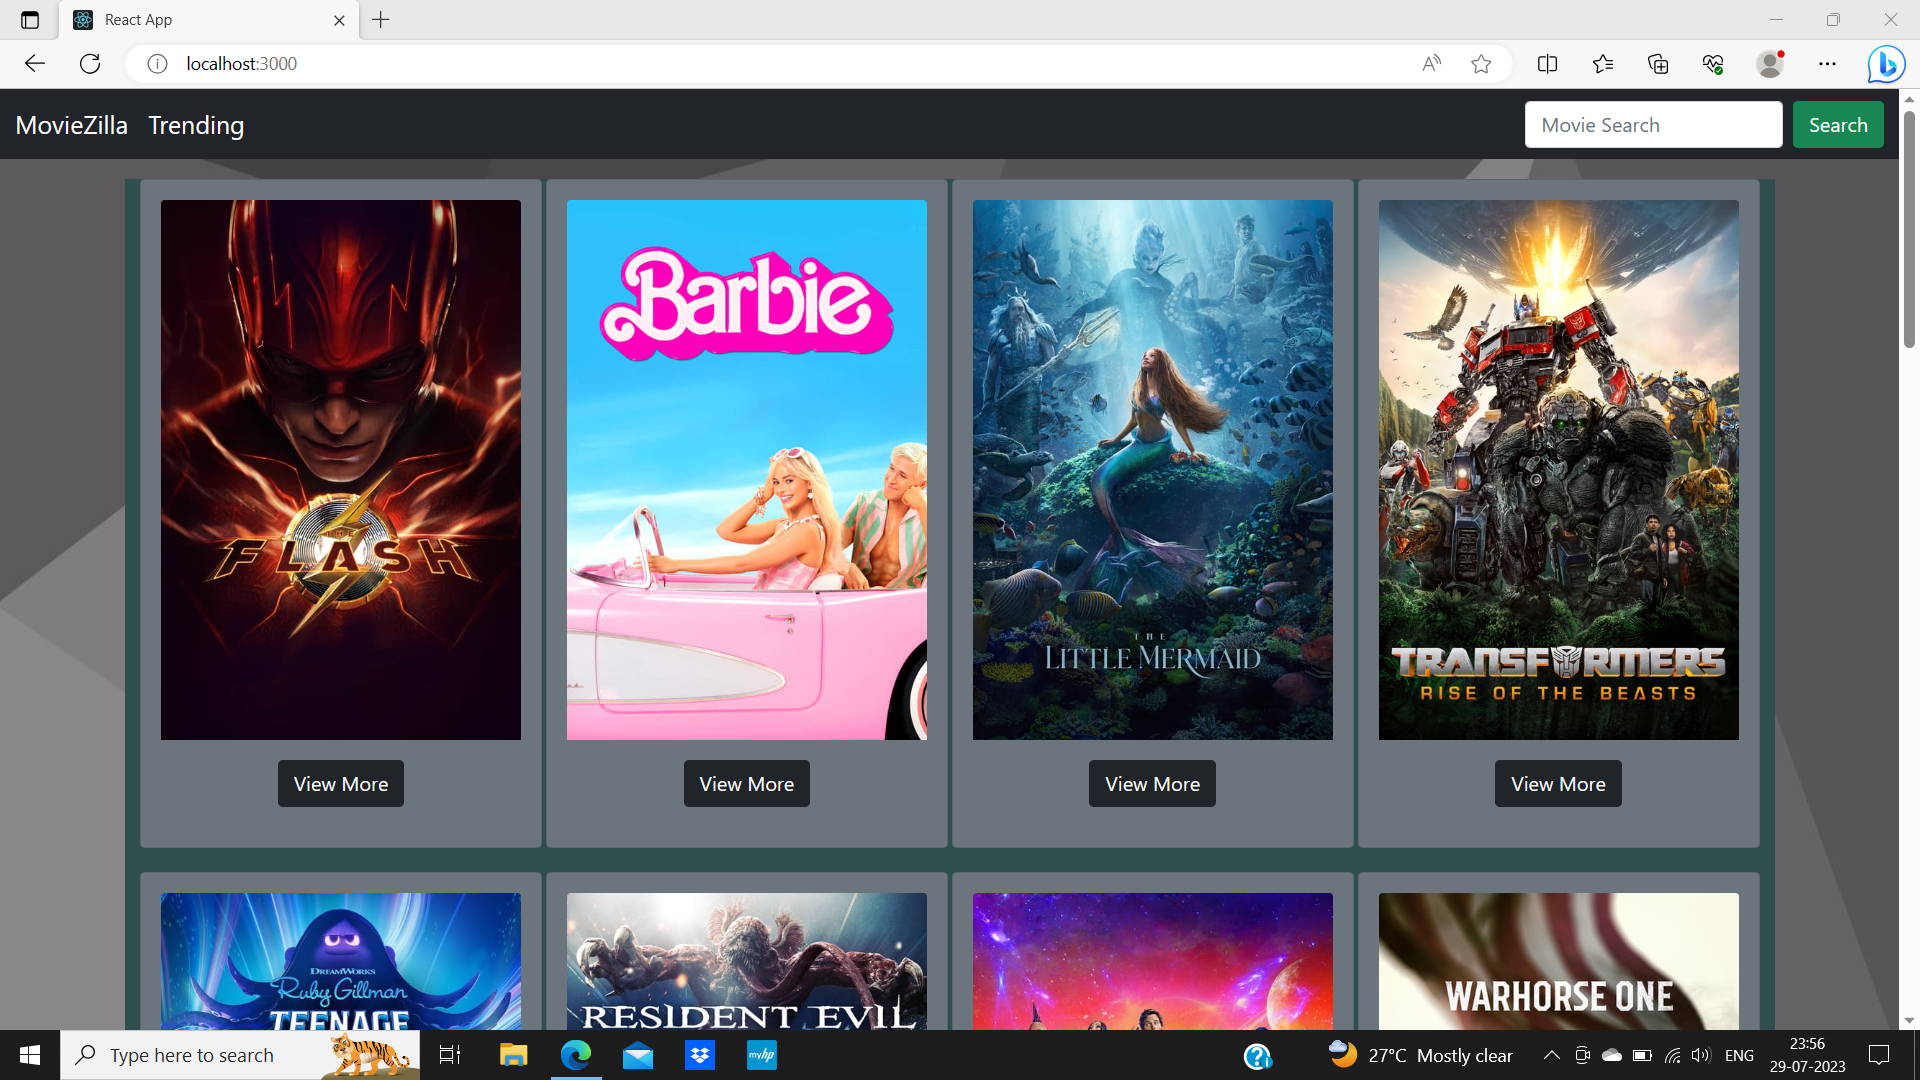 React App
localhost:3000
MovieZilla Trending
Movie Search
Search
THE
FLASH
Barbie
THE
LITTLE MERMAID
TRANSFORMERS
RISE OF THE BEASTS
View More
View More
View More
View More
DREAMWORKS
Ruby Gillman
TEENAGE
RESIDENT EVIL
WARHORSE ONE
Type here to search
myhp
27°C Mostly clear
ENG
23:56
29-07-2023